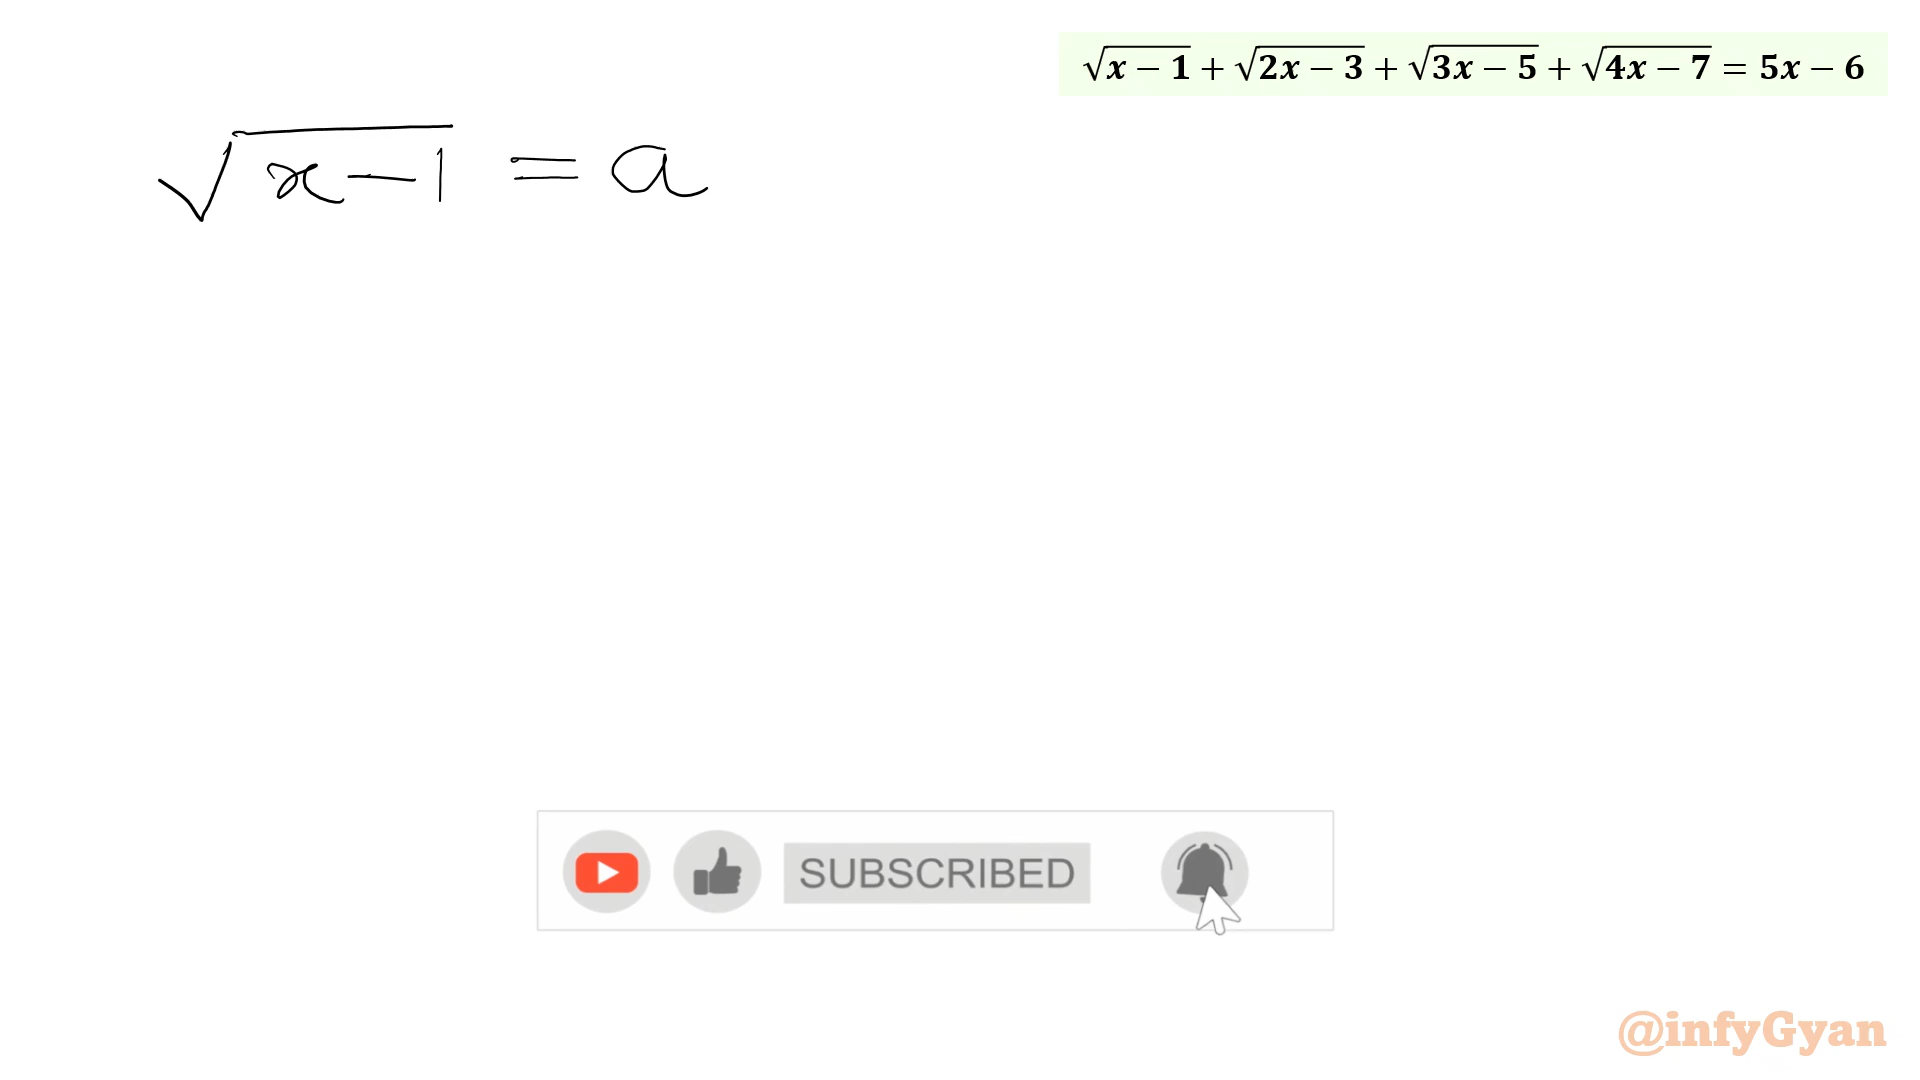 √x − 1 + √2x − 3 + √3x − 5 + √4x − 7 = 5x − 6
√x − 1 = a
SUBSCRIBED
@infyGyan